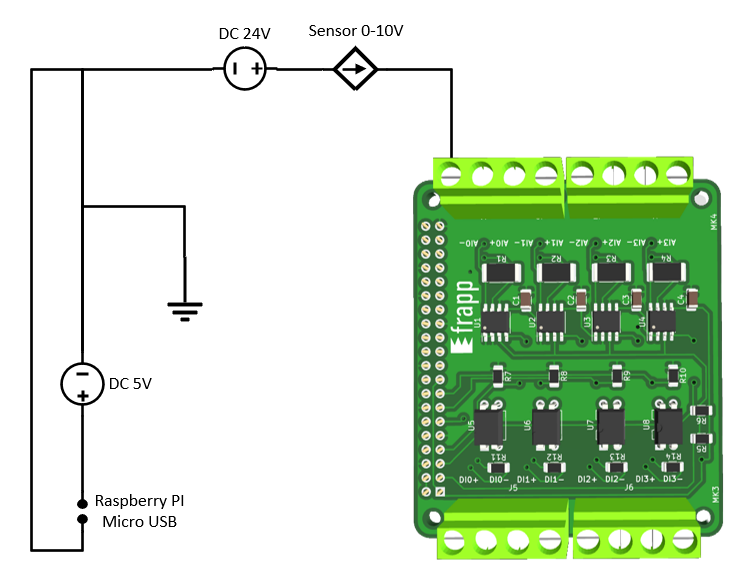 DC 24V
Sensor 0-10V
MK4
AI0- AI0+ AI1- AI1+ AI2- AI2+ AI3- AI3+
R1 R2 R3 R4
frapp
C1 C2 C3 C4
U1 U2 U3 U4
R7 R8 R9 R10
DC 5V
U5 U6 U7 U8
R6
R5
R11 R12 R13 R14
DI0+ DI0- DI1+ DI1- DI2+ DI2- DI3+ DI3-
J5 J6
MK3
Raspberry PI
Micro USB